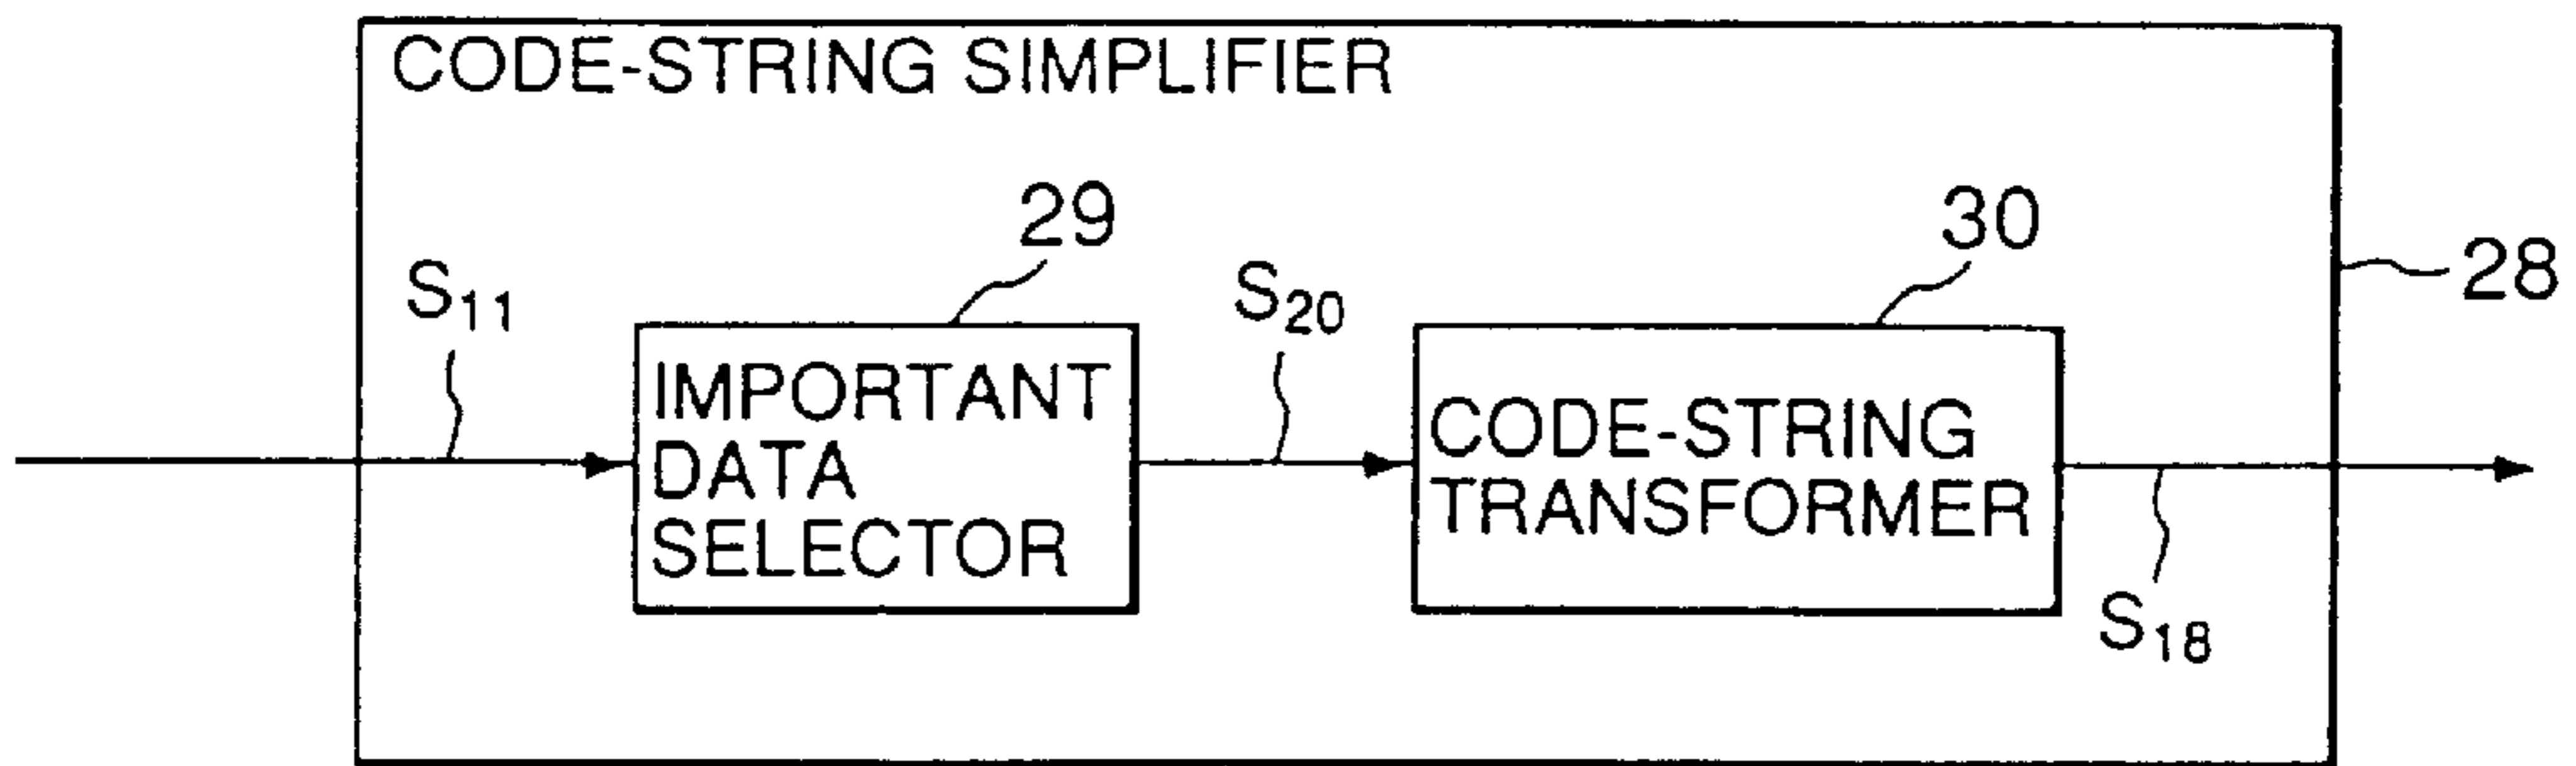 CODE-STRING SIMPLIFIER
29
30
28
S11
S20
IMPORTANT
DATA
SELECTOR
CODE-STRING
TRANSFORMER
S18